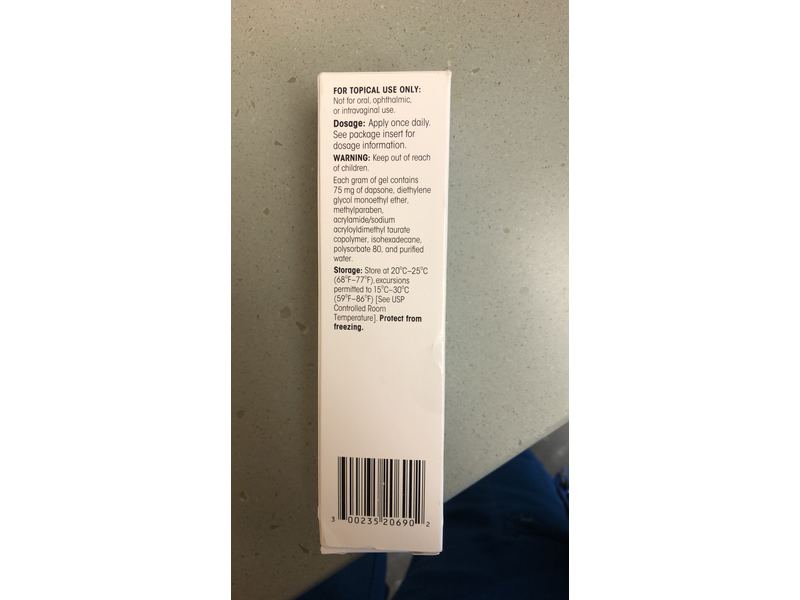 FOR TOPICAL USE ONLY:
Not for oral, ophthalmic,
or intravaginal use.
Dosage: Apply once daily.
See package insert for
dosage information.
WARNING: Keep out of reach
of children.
Each gram of gel contains
75 mg of dapsone, diethylene
glycol monoethyl ether,
methylparaben,
acrylamide/sodium
acryloyldimethyl taurate
copolymer, isohexadecane,
polysorbate 80, and purified
water.
Storage: Store at 20°C–25°C
(68°F–77°F), excursions
permitted to 15°C–30°C
(59°F–86°F) [See USP
Controlled Room
Temperature]. Protect from
freezing.
3 00235 20690 2